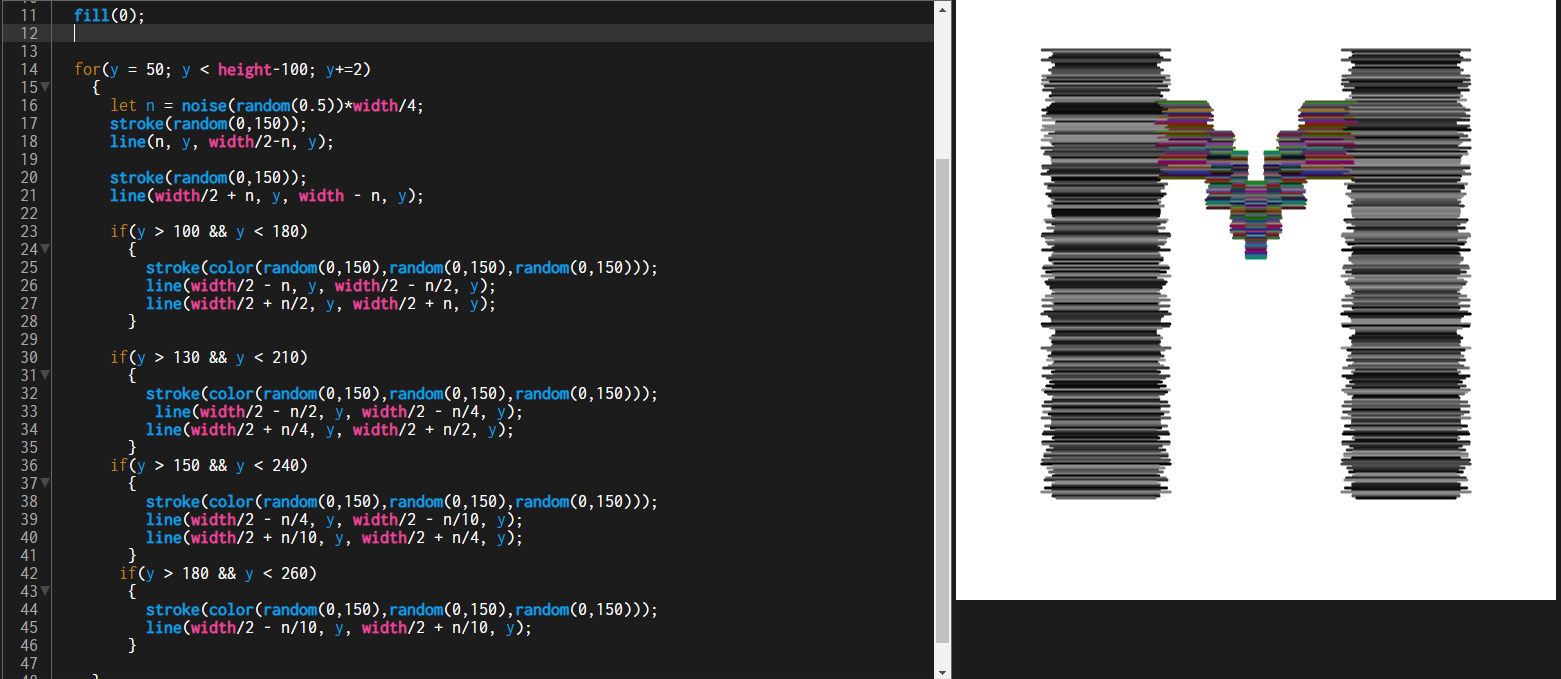 11 fill(0);
12
13
14 for(y = 50; y < height-100; y+=2)
15 {
16 let n = noise(random(0.5))*width/4;
17 stroke(random(0,150));
18 line(n, y, width/2-n, y);
19
20 stroke(random(0,150));
21 line(width/2 + n, y, width - n, y);
22
23 if(y > 100 && y < 180)
24 {
25 stroke(color(random(0,150),random(0,150),random(0,150)));
26 line(width/2 - n, y, width/2 - n/2, y);
27 line(width/2 + n/2, y, width/2 + n, y);
28 }
29
30 if(y > 130 && y < 210)
31 {
32 stroke(color(random(0,150),random(0,150),random(0,150)));
33 line(width/2 - n/2, y, width/2 - n/4, y);
34 line(width/2 + n/4, y, width/2 + n/2, y);
35 }
36 if(y > 150 && y < 240)
37 {
38 stroke(color(random(0,150),random(0,150),random(0,150)));
39 line(width/2 - n/4, y, width/2 - n/10, y);
40 line(width/2 + n/10, y, width/2 + n/4, y);
41 }
42 if(y > 180 && y < 260)
43 {
44 stroke(color(random(0,150),random(0,150),random(0,150)));
45 line(width/2 - n/10, y, width/2 + n/10, y);
46 }
47